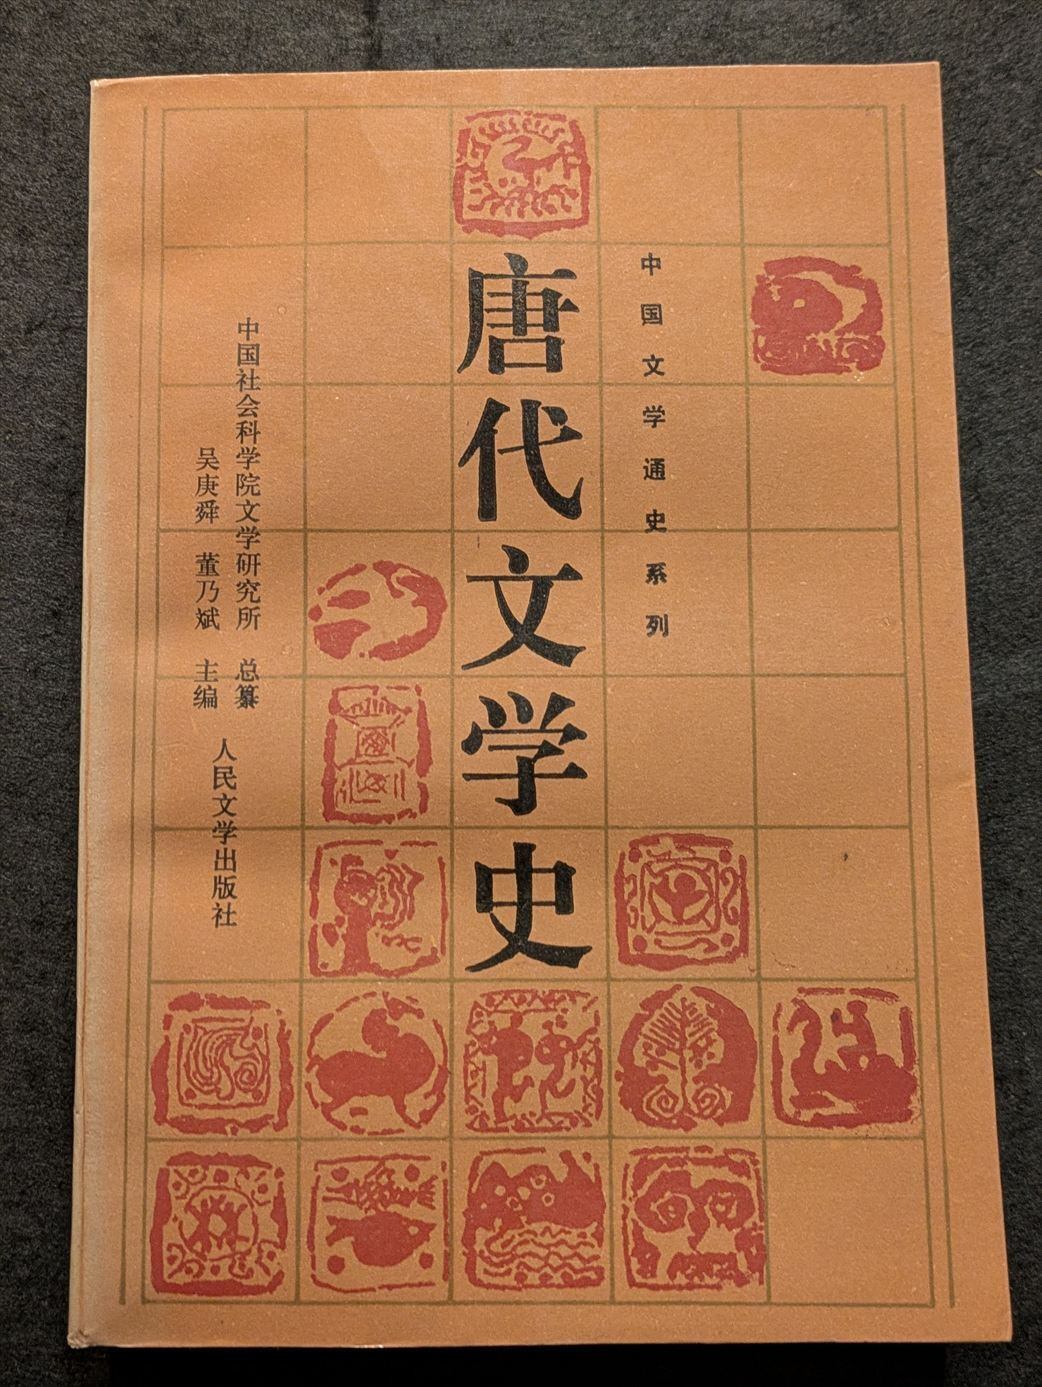 中国文学通史系列
唐代文学史
中国社会科学院文学研究所 总纂
吴庚舜 董乃斌 主编
人民文学出版社